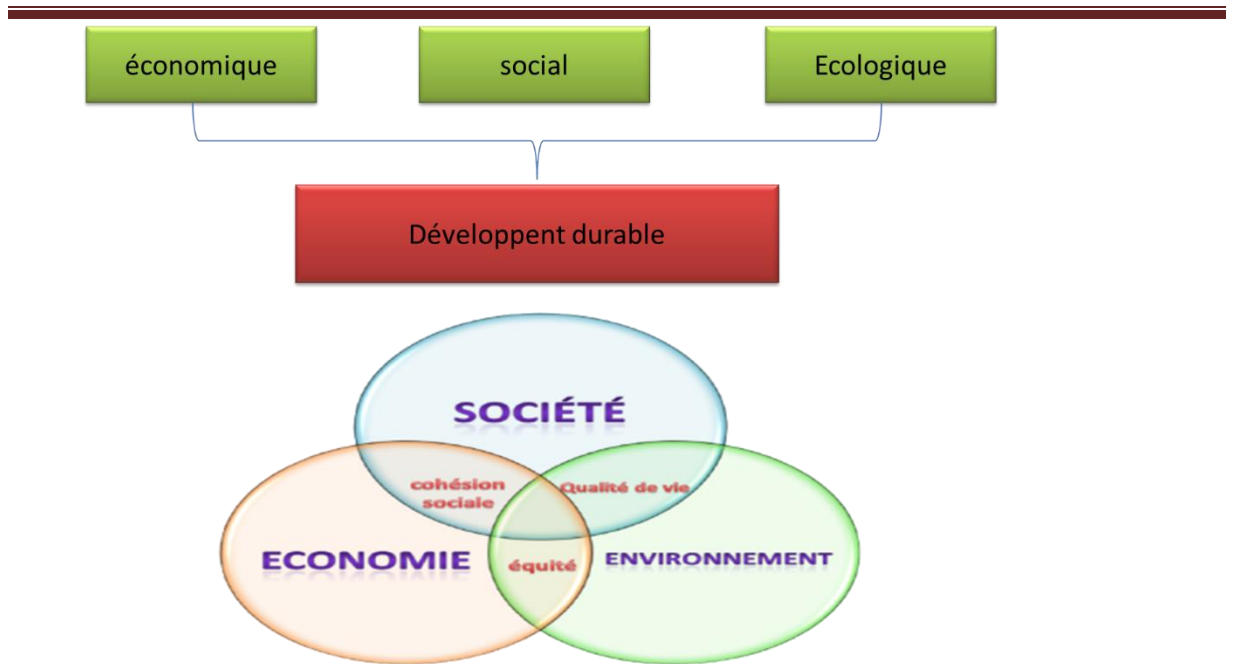 économique
social
Ecologique
Développent durable
SOCIÉTÉ
cohésion
sociale
Qualité de vie
ECONOMIE
équité
ENVIRONNEMENT